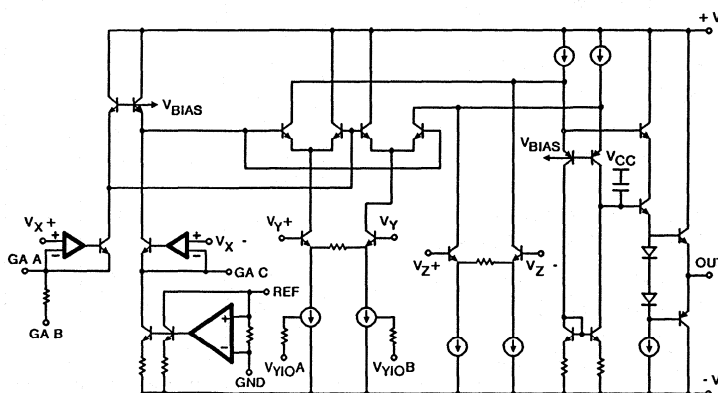 + V
VBIAS
VBIAS
VCC
VX+
+
−
+
−
VX -
VY+
VY
GA A
GA C
VZ+
VZ -
OUT
REF
+
−
GA B
VYIOA
VYIOB
GND
- V